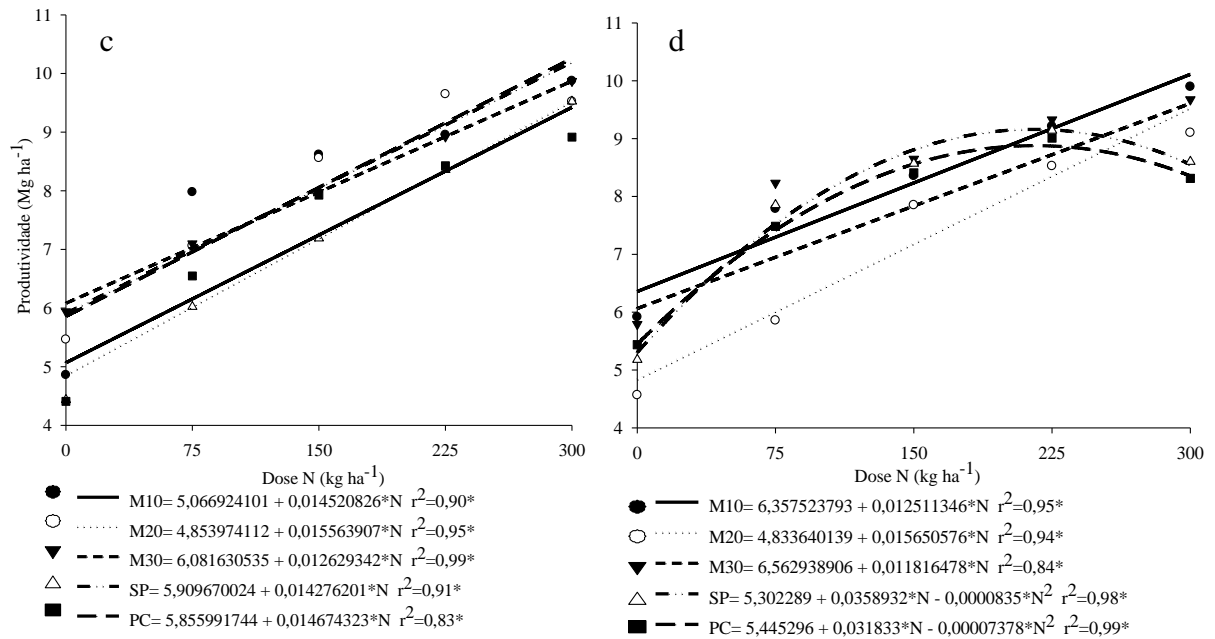 c
11
10
9
8
7
6
5
4
Produtividade (Mg ha-1)
0 75 150 225 300
Dose N (kg ha-1)
M10= 5,066924101 + 0,014520826*N r2=0,90*
M20= 4,853974112 + 0,015563907*N r2=0,95*
M30= 6,081630535 + 0,012629342*N r2=0,99*
SP= 5,909670024 + 0,014276201*N r2=0,91*
PC= 5,855991744 + 0,014674323*N r2=0,83*
d
11
10
9
8
7
6
5
4
0 75 150 225 300
Dose N (kg ha-1)
M10= 6,357523793 + 0,012511346*N r2=0,95*
M20= 4,833640139 + 0,015650576*N r2=0,94*
M30= 6,562938906 + 0,011816478*N r2=0,84*
SP= 5,302289 + 0,0358932*N - 0,0000835*N2 r2=0,98*
PC= 5,445296 + 0,031833*N - 0,00007378*N2 r2=0,99*